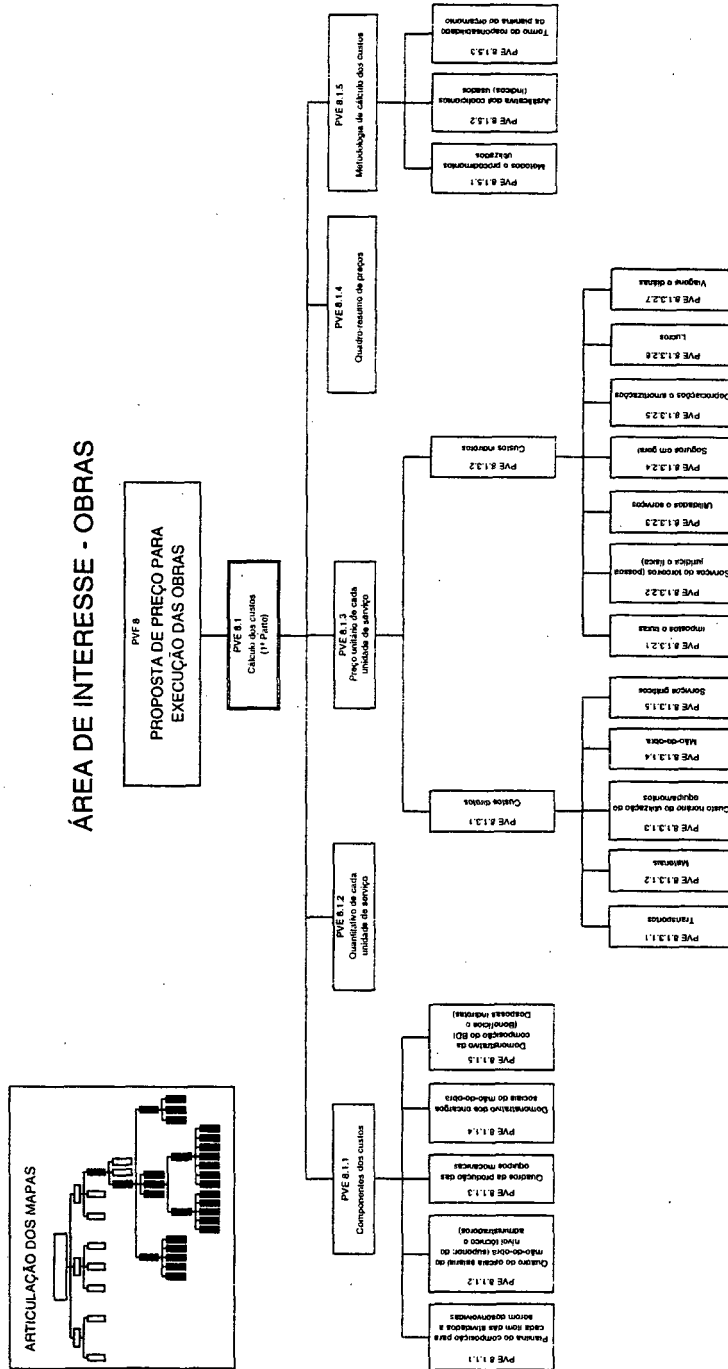 ÁREA DE INTERESSE - OBRAS
ARTICULAÇÃO DOS MAPAS
PVE 8
PROPOSTA DE PREÇO PARA
EXECUÇÃO DAS OBRAS
PVE 8.1
Cálculo dos custos
(1ª Parte)
PVE 8.1.1
Componentes dos custos
PVE 8.1.2
Quantitativo de cada
unidade de serviço
PVE 8.1.3
Preço unitário de cada
unidade de serviço
PVE 8.1.4
Quadro-resumo de preços
PVE 8.1.5
Metodologia de cálculo dos custos
PVE 8.1.1.1
Planilha de composição para
cada item das atividades a
serem desenvolvidas
PVE 8.1.1.2
Quadro de escala salarial de
mão-de-obra (superior, de
nível técnico e
administradores)
PVE 8.1.1.3
Quadros da produção das
equipes mecânicas
PVE 8.1.1.4
Demonstrativo dos encargos
sociais de mão-de-obra
PVE 8.1.1.5
Demonstrativo da
composição do BDI
(Benefícios e
Despesas Indiretas)
PVE 8.1.3.1
Custos diretos
PVE 8.1.3.2
Custos indiretos
PVE 8.1.3.1.1
Transportes
PVE 8.1.3.1.2
Materiais
PVE 8.1.3.1.3
Custo horário de utilização de
equipamentos
PVE 8.1.3.1.4
Mão-de-obra
PVE 8.1.3.1.5
Serviços gráficos
PVE 8.1.3.2.1
Impostos e taxas
PVE 8.1.3.2.2
Serviços de terceiros (pessoa
jurídica e física)
PVE 8.1.3.2.3
Utilidades e serviços
PVE 8.1.3.2.4
Seguros em geral
PVE 8.1.3.2.5
Depreciações e amortizações
PVE 8.1.3.2.6
Lucros
PVE 8.1.3.2.7
Viagens e diárias
PVE 8.1.5.1
Métodos e procedimentos
utilizados
PVE 8.1.5.2
Justificativa dos coeficientes
(índices) usados
PVE 8.1.5.3
Termo de responsabilidade
da planilha de orçamento